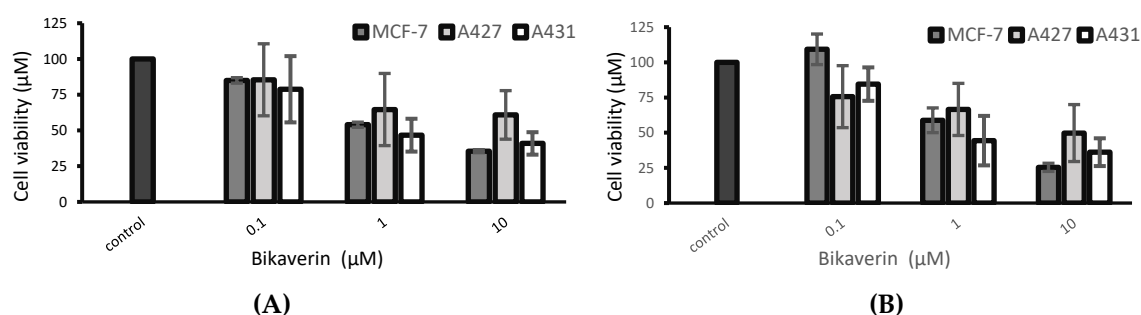 125
100
75
50
25
0
Cell viability (µM)
MCF-7 A427 A431
control 0.1 1 10
Bikaverin (µM)
(A)
125
100
75
50
25
0
Cell viability (µM)
MCF-7 A427 A431
control 0.1 1 10
Bikaverin (µM)
(B)